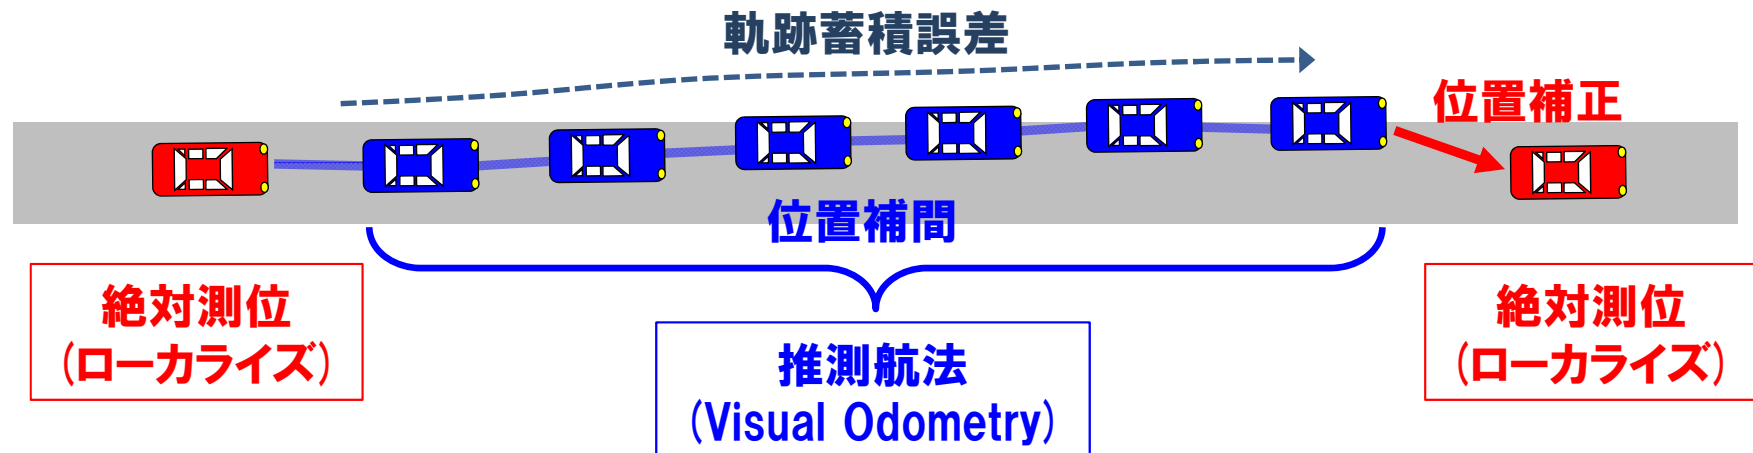 軌跡蓄積誤差
位置補正
位置補間
絶対測位
(ローカライズ)
推測航法
(Visual Odometry)
絶対測位
(ローカライズ)